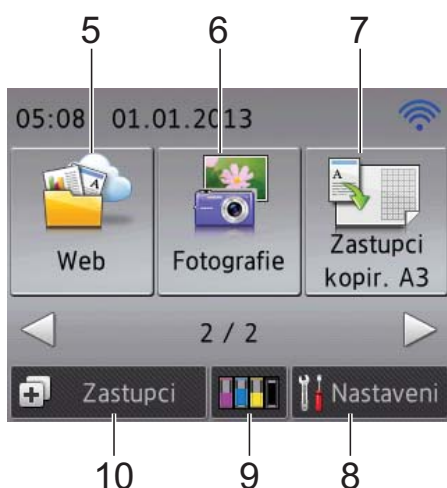 5 6 7
05:08 01.01.2013
Web Fotografie Zastupci
kopir. A3
2 / 2
Zastupci Nastaveni
10 9 8